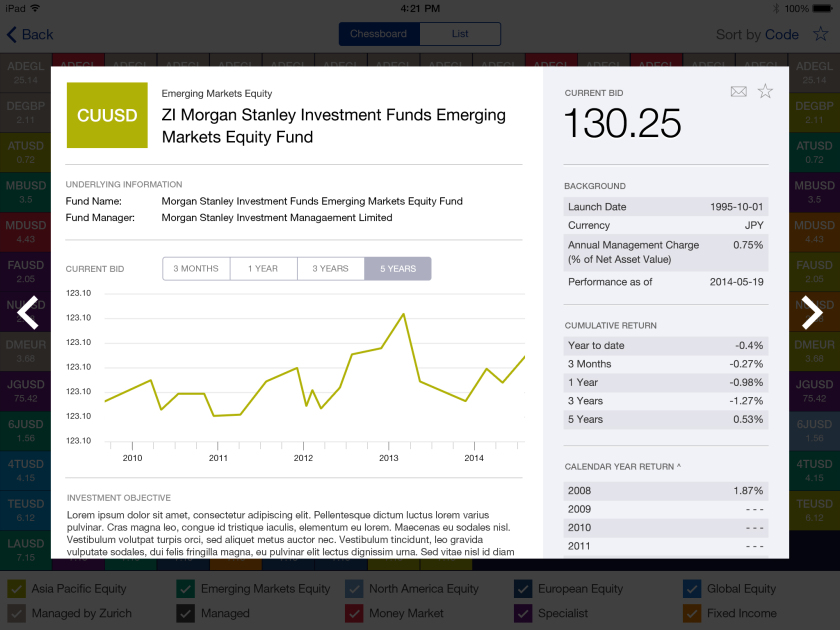 iPad 4:21 PM 100%
Back Chessboard List Sort by Code
ADEGL ADEGL ADEGL ADEGL ADEGL ADEGL ADEGL ADEGL ADEGL
25.14 25.14
DEGBP DEGBP
2.11 2.11
ATUSD ATUSD
0.72 0.72
MBUSD MBUSD
3.5 3.5
MDUSD MDUSD
4.43 4.43
FAUSD FAUSD
2.05 2.05
DMEUR DMEUR
3.68 3.68
JGUSD JGUSD
75.42 75.42
6JUSD 6JUSD
1.56 1.56
4TUSD 4TUSD
4.15 4.15
TEUSD TEUSD
6.12 6.12
LAUSD
7.15
CUUSD
Emerging Markets Equity
ZI Morgan Stanley Investment Funds Emerging
Markets Equity Fund
UNDERLYING INFORMATION
Fund Name: Morgan Stanley Investment Funds Emerging Markets Equity Fund
Fund Manager: Morgan Stanley Investment Managaement Limited
CURRENT BID 3 MONTHS 1 YEAR 3 YEARS 5 YEARS
123.10
123.10
123.10
123.10
123.10
123.10
123.10
2010 2011 2012 2013 2014
INVESTMENT OBJECTIVE
Lorem ipsum dolor sit amet, consectetur adipiscing elit. Pellentesque dictum luctus lorem varius
pulvinar. Cras magna leo, congue id tristique iaculis, elementum eu lorem. Maecenas eu sodales nisl.
Vestibulum volutpat turpis orci, sed aliquet metus auctor nec. Vestibulum tincidunt, leo gravida
vulputate sodales, dui felis fringilla magna, eu pulvinar elit lectus dignissim urna. Sed vitae nisl id diam
CURRENT BID
130.25
BACKGROUND
Launch Date 1995-10-01
Currency JPY
Annual Management Charge 0.75%
(% of Net Asset Value)
Performance as of 2014-05-19
CUMULATIVE RETURN
Year to date -0.4%
3 Months -0.27%
1 Year -0.98%
3 Years -1.27%
5 Years 0.53%
CALENDAR YEAR RETURN ^
2008 1.87%
2009 - - -
2010 - - -
2011 - - -
Asia Pacific Equity Emerging Markets Equity North America Equity European Equity Global Equity
Managed by Zurich Managed Money Market Specialist Fixed Income